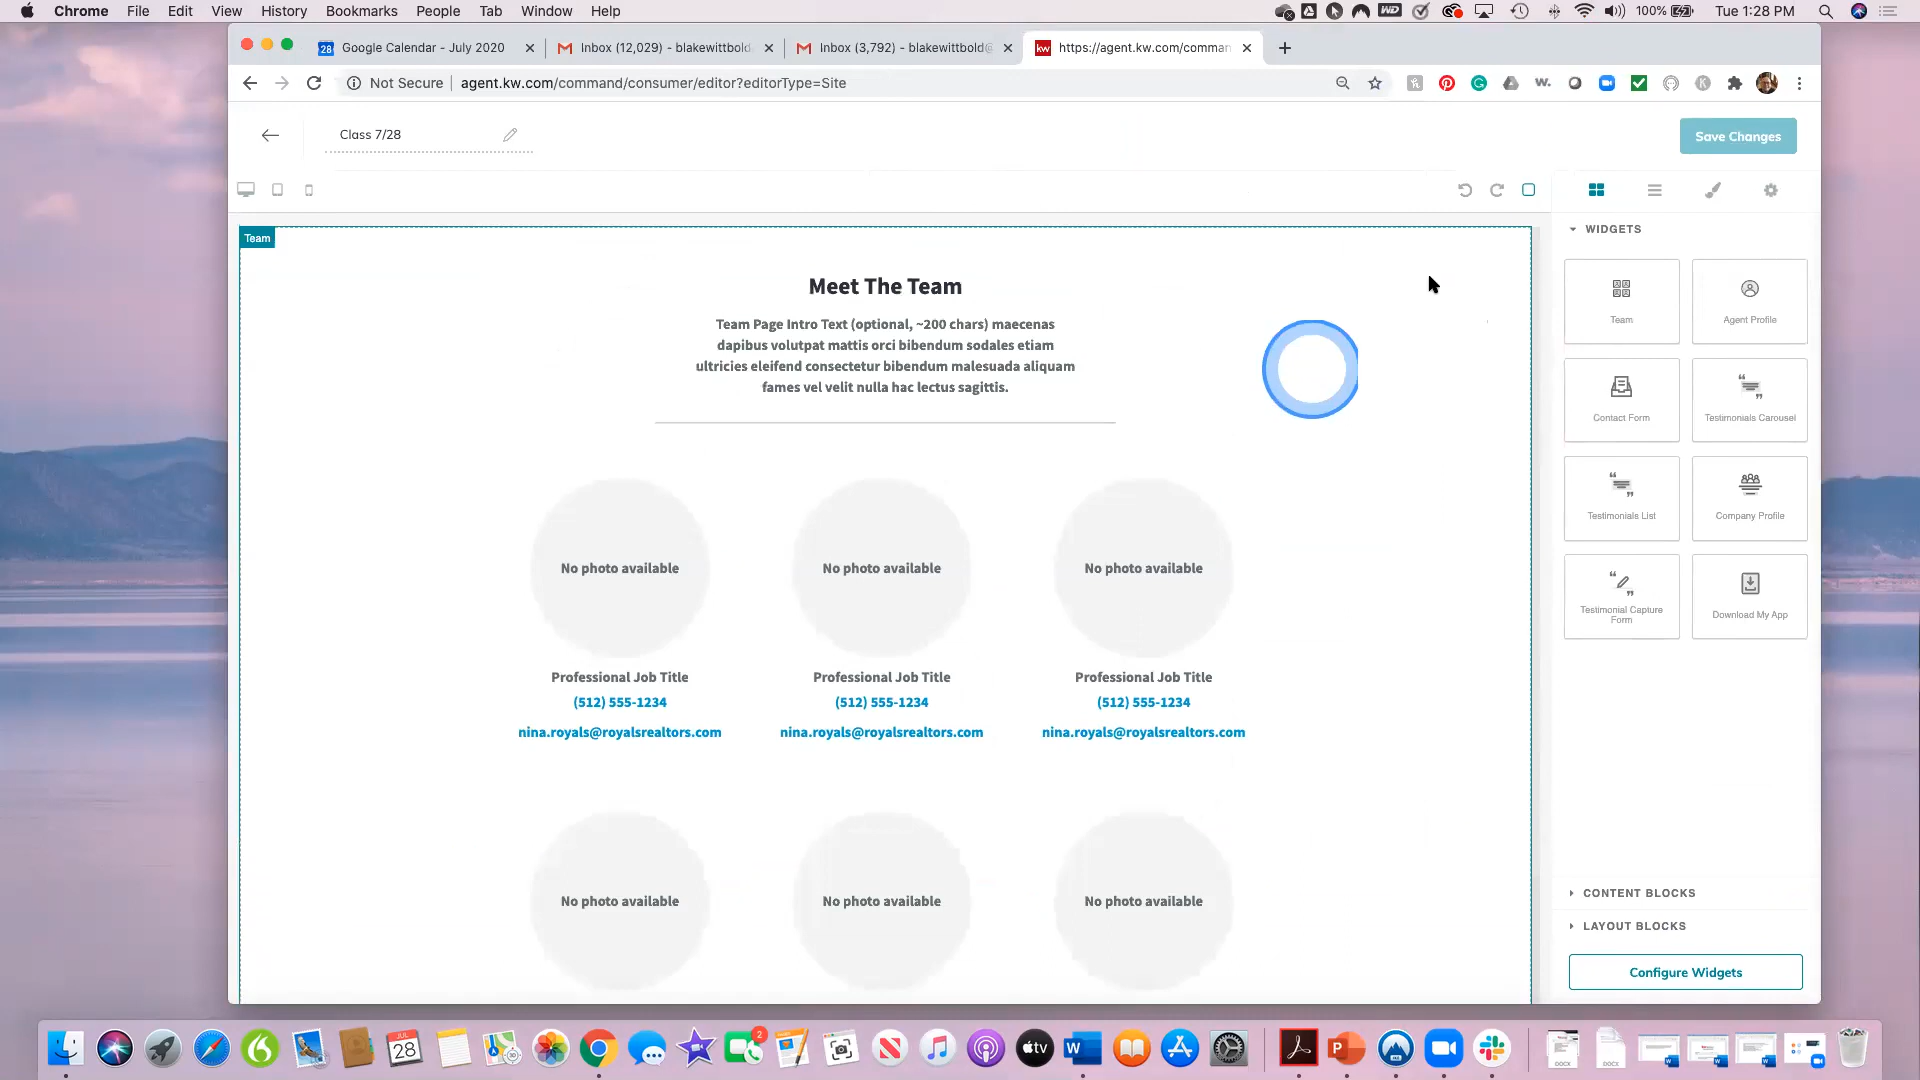 Chrome File Edit View History Bookmarks People Tab Window Help
100% Tue 1:28 PM
Google Calendar - July 2020
Inbox (12,029) - blakewittbold
Inbox (3,792) - blakewittbold@
https://agent.kw.com/comman
Not Secure agent.kw.com/command/consumer/editor?editorType=Site
Class 7/28
Save Changes
Team
WIDGETS
Meet The Team
Team Page Intro Text (optional, ~200 chars) maecenas
dapibus volutpat mattis orci bibendum sodales etiam
ultricies eleifend consectetur bibendum malesuada aliquam
fames vel velit nulla hac lectus sagittis.
Team Agent Profile
Contact Form Testimonials Carousel
Testimonials List Company Profile
Testimonial Capture
Form
Download My App
No photo available No photo available No photo available
Professional Job Title Professional Job Title Professional Job Title
(512) 555-1234 (512) 555-1234 (512) 555-1234
nina.royals@royalsrealtors.com nina.royals@royalsrealtors.com nina.royals@royalsrealtors.com
No photo available No photo available No photo available
CONTENT BLOCKS
LAYOUT BLOCKS
Configure Widgets